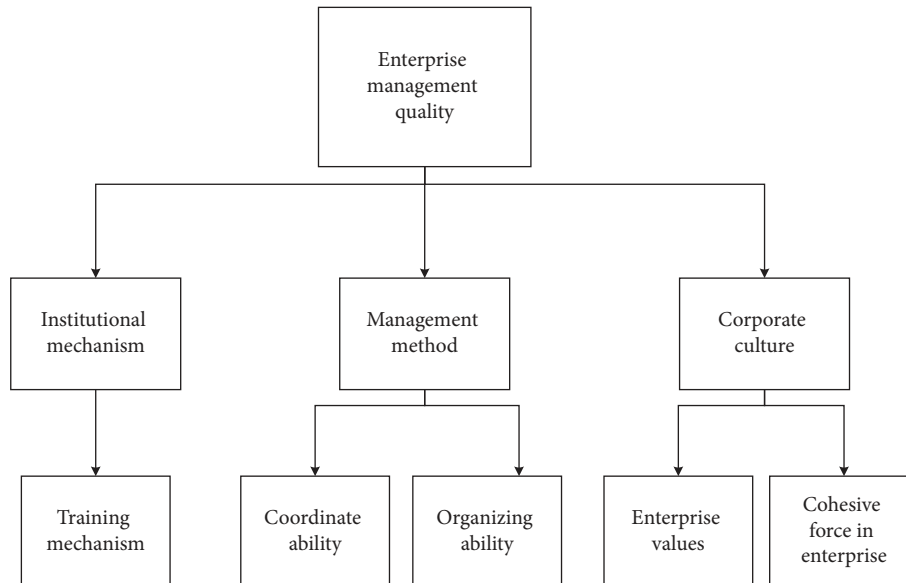 Enterprise
management
quality
Institutional
mechanism
Management
method
Corporate
culture
Training
mechanism
Coordinate
ability
Organizing
ability
Enterprise
values
Cohesive
force in
enterprise